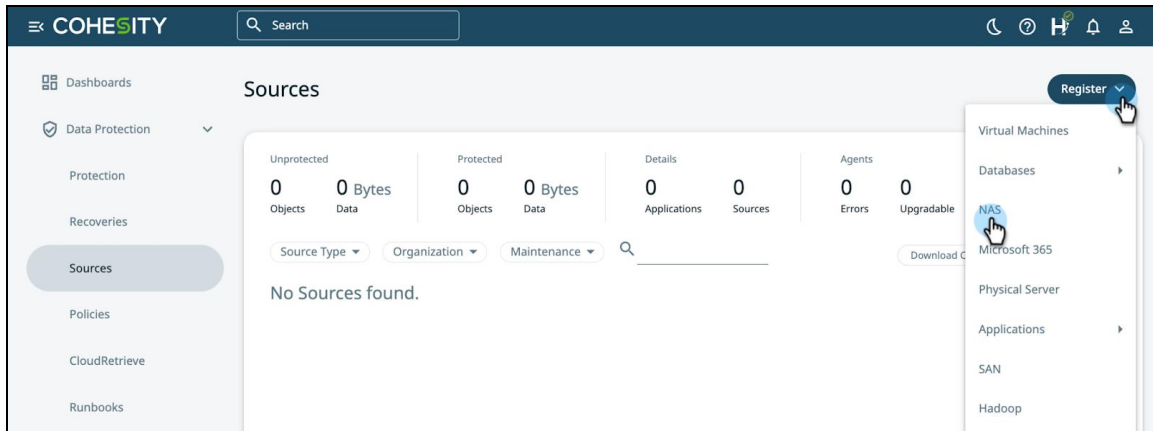 COHESITY
Search
Dashboards
Data Protection
Protection
Recoveries
Sources
Policies
CloudRetrieve
Runbooks
Sources
Register
Unprotected
0 Objects
0 Bytes Data
Protected
0 Objects
0 Bytes Data
Details
0 Applications
0 Sources
Agents
0 Errors
0 Upgradable
Source Type
Organization
Maintenance
Download
No Sources found.
Virtual Machines
Databases
NAS
Microsoft 365
Physical Server
Applications
SAN
Hadoop